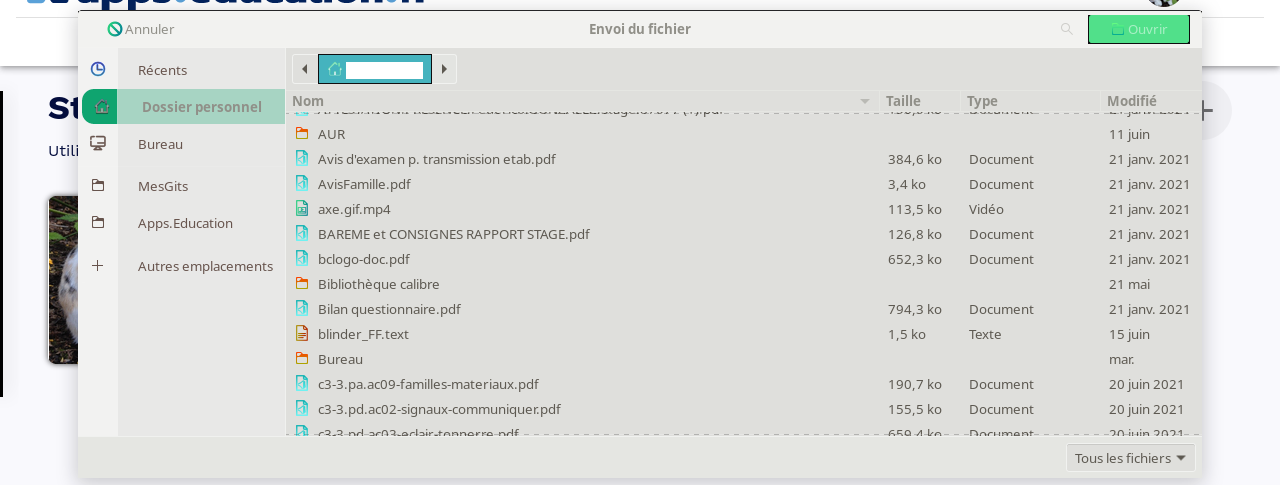 apps.education.fr
Annuler
Envoi du fichier
Ouvrir
Récents
Dossier personnel
Bureau
MesGits
Apps.Education
Autres emplacements
St
Utili
Nom Taille Type Modifié
AUR 11 juin
Avis d'examen p. transmission etab.pdf 384,6 ko Document 21 janv. 2021
AvisFamille.pdf 3,4 ko Document 21 janv. 2021
axe.gif.mp4 113,5 ko Vidéo 21 janv. 2021
BAREME et CONSIGNES RAPPORT STAGE.pdf 126,8 ko Document 21 janv. 2021
bclogo-doc.pdf 652,3 ko Document 21 janv. 2021
Bibliothèque calibre 21 mai
Bilan questionnaire.pdf 794,3 ko Document 21 janv. 2021
blinder_FF.text 1,5 ko Texte 15 juin
Bureau mar.
c3-3.pa.ac09-familles-materiaux.pdf 190,7 ko Document 20 juin 2021
c3-3.pd.ac02-signaux-communiquer.pdf 155,5 ko Document 20 juin 2021
c3-3.pd.ac03-eclair-tonnerre.pdf 659,4 ko Document 20 juin 2021
Tous les fichiers